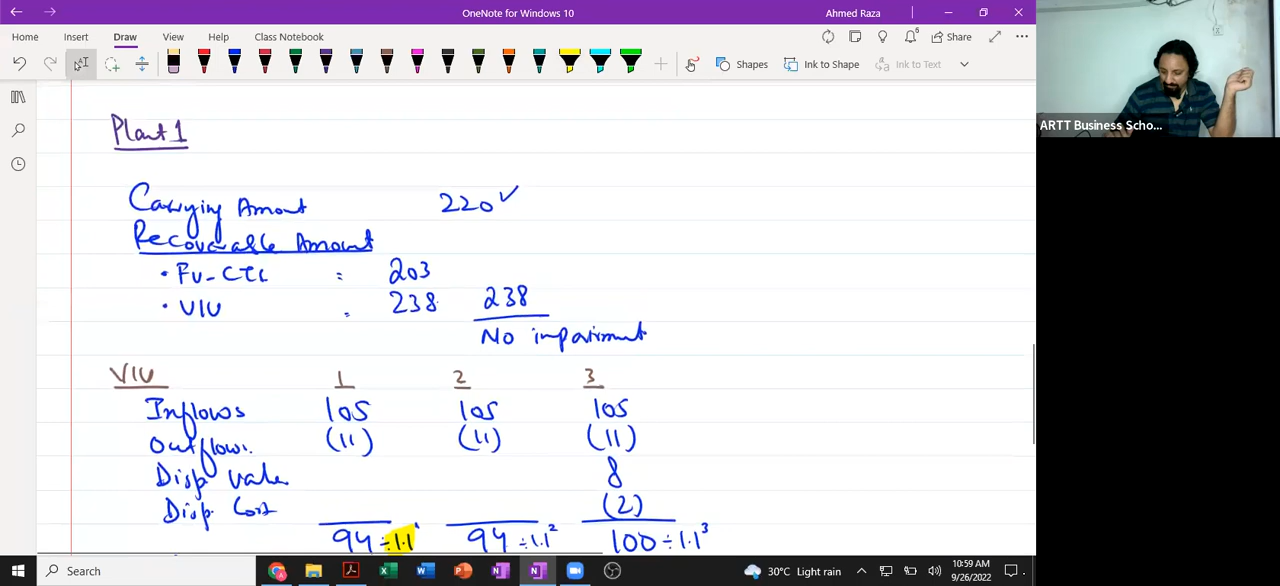 OneNote for Windows 10
Ahmed Raza
Home Insert Draw View Help Class Notebook
Share
Shapes Ink to Shape Ink to Text
ARTT Business Scho...
Plant 1
Carrying Amount 220 ✓
Recoverable Amount
• FV-CTS = 203
• VIU = 238 238
No impairment
VIU 1 2 3
Inflows 105 105 105
Outflows (11) (11) (11)
Disp value 8
Disp Cost (2)
94 ÷ 1.1¹ 94 ÷ 1.1² 100 ÷ 1.1³
Search
30°C Light rain
10:59 AM
9/26/2022